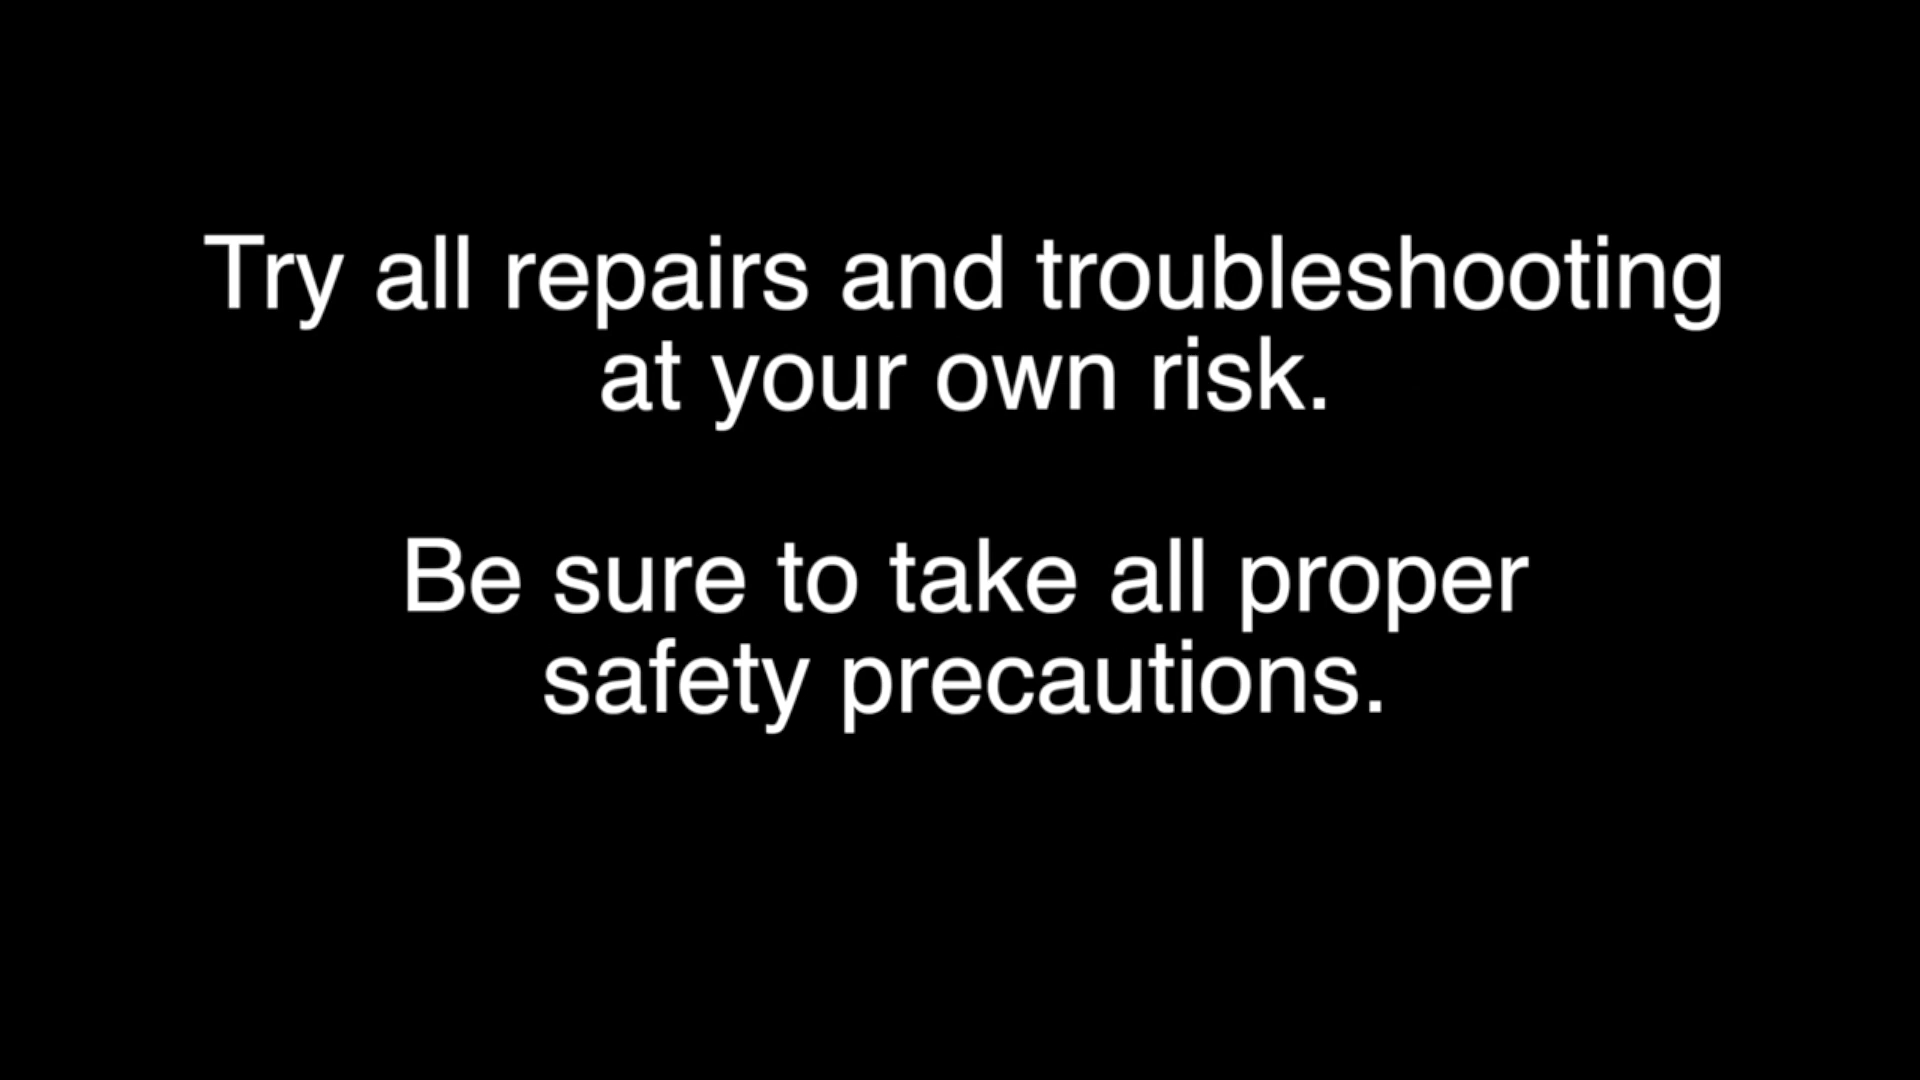 Try all repairs and troubleshooting
at your own risk.
Be sure to take all proper
safety precautions.